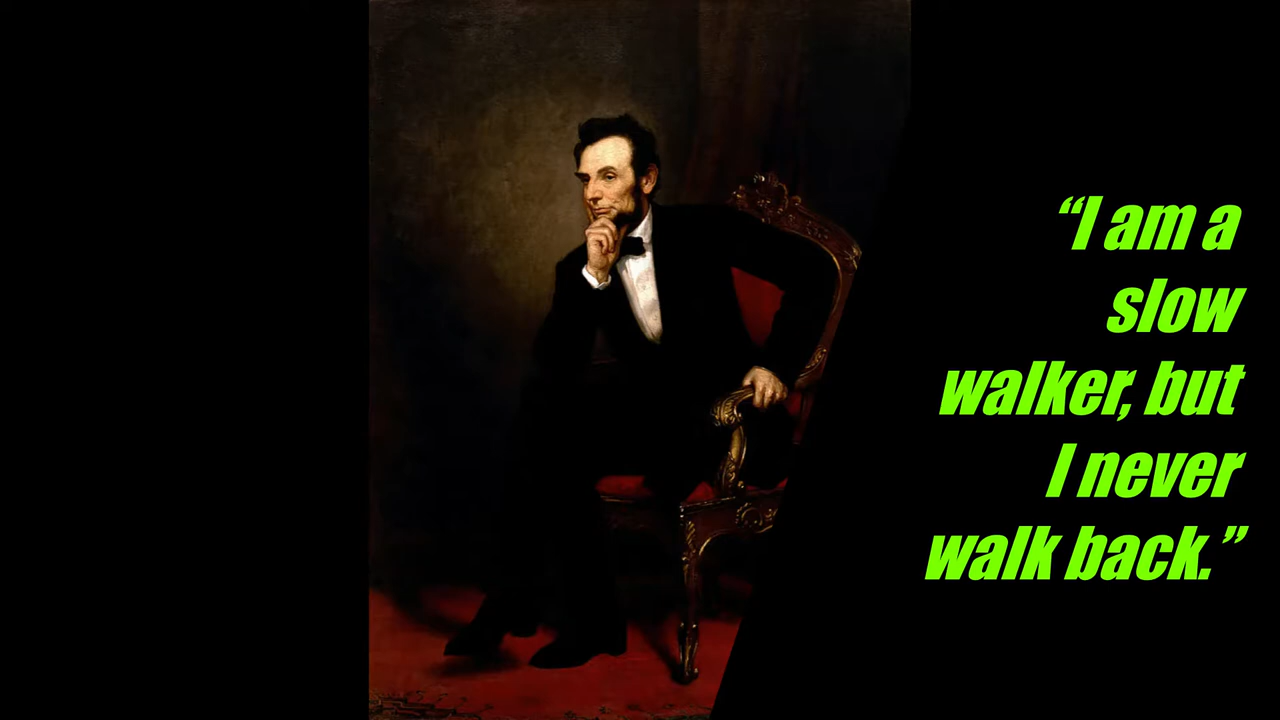 “I am a
slow
walker, but
I never
walk back.”